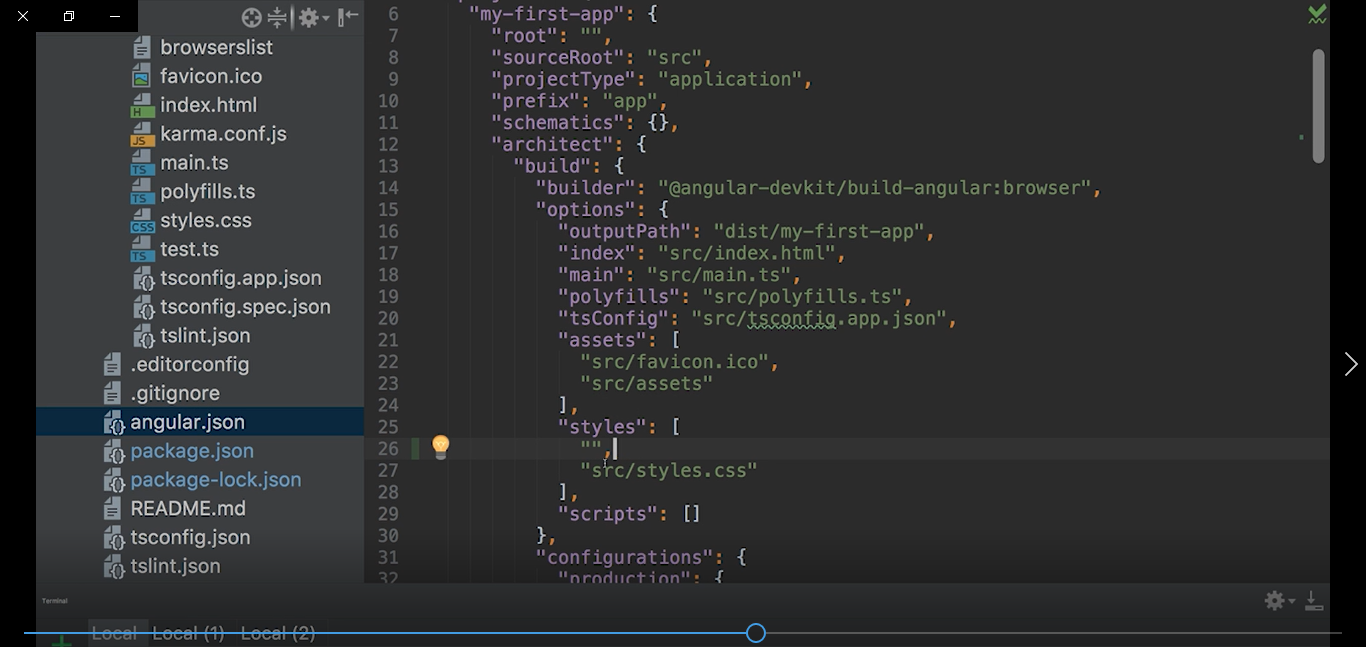 browserslist
favicon.ico
index.html
karma.conf.js
main.ts
polyfills.ts
styles.css
test.ts
tsconfig.app.json
tsconfig.spec.json
tslint.json
.editorconfig
.gitignore
angular.json
package.json
package-lock.json
README.md
tsconfig.json
tslint.json
6 "my-first-app": {
7 "root": "",
8 "sourceRoot": "src",
9 "projectType": "application",
10 "prefix": "app",
11 "schematics": {},
12 "architect": {
13 "build": {
14 "builder": "@angular-devkit/build-angular:browser",
15 "options": {
16 "outputPath": "dist/my-first-app",
17 "index": "src/index.html",
18 "main": "src/main.ts",
19 "polyfills": "src/polyfills.ts",
20 "tsConfig": "src/tsconfig.app.json",
21 "assets": [
22 "src/favicon.ico",
23 "src/assets"
24 ],
25 "styles": [
26 "",
27 "src/styles.css"
28 ],
29 "scripts": []
30 },
31 "configurations": {
32 "production": {
Terminal
Local Local (1) Local (2)